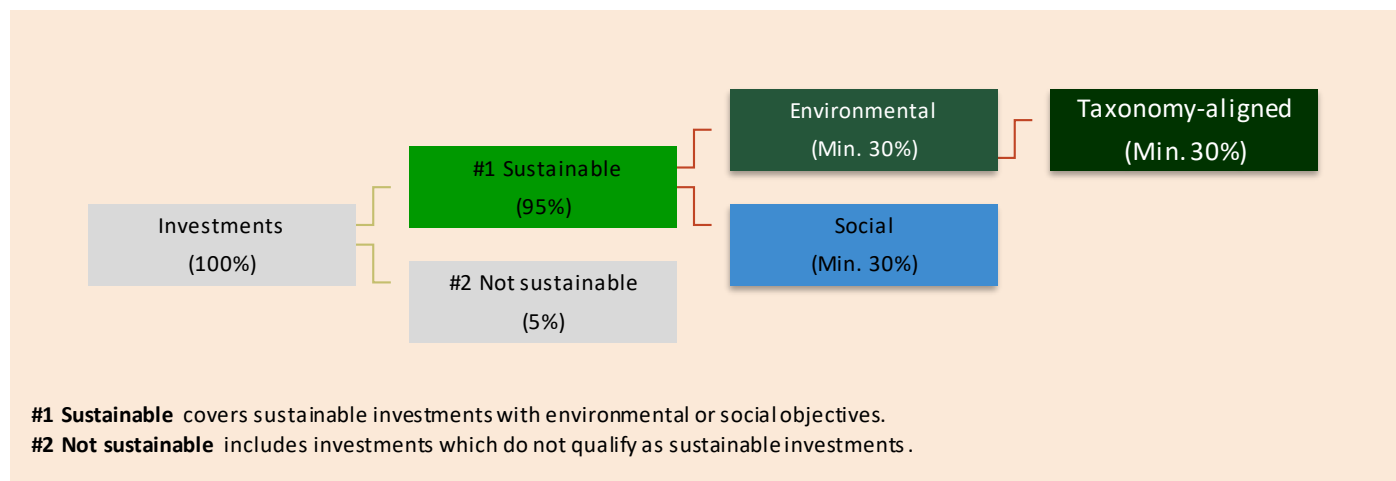 Investments
(100%)
#1 Sustainable
(95%)
#2 Not sustainable
(5%)
Environmental
(Min. 30%)
Social
(Min. 30%)
Taxonomy-aligned
(Min. 30%)
#1 Sustainable covers sustainable investments with environmental or social objectives.
#2 Not sustainable includes investments which do not qualify as sustainable investments.